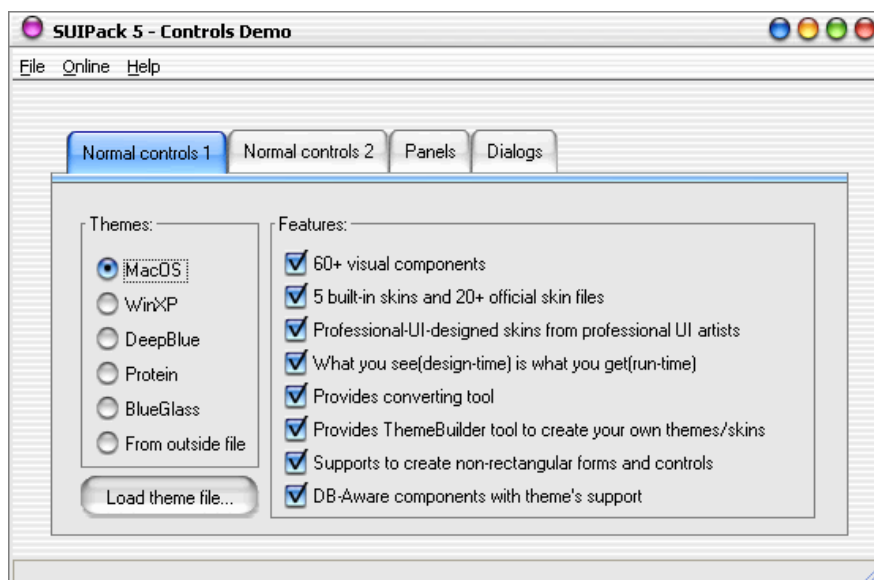 SUIPack 5 - Controls Demo
File Online Help
Normal controls 1 Normal controls 2 Panels Dialogs
Themes:
MacOS
WinXP
DeepBlue
Protein
BlueGlass
From outside file
Load theme file...
Features:
60+ visual components
5 built-in skins and 20+ official skin files
Professional-UI-designed skins from professional UI artists
What you see(design-time) is what you get(run-time)
Provides converting tool
Provides ThemeBuilder tool to create your own themes/skins
Supports to create non-rectangular forms and controls
DB-Aware components with theme's support